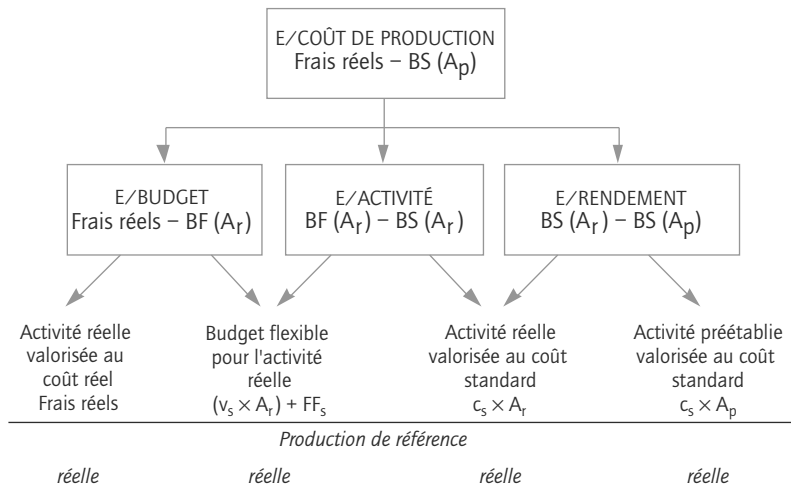 E/COÛT DE PRODUCTION
Frais réels – BS (Ap)
E/BUDGET
Frais réels – BF (Ar)
E/ACTIVITÉ
BF (Ar) – BS (Ar)
E/RENDEMENT
BS (Ar) – BS (Ap)
Activité réelle
valorisée au
coût réel
Frais réels
Budget flexible
pour l'activité
réelle
(vs × Ar) + FFs
Activité réelle
valorisée au coût
standard
cs × Ar
Activité préétablie
valorisée au coût
standard
cs × Ap
Production de référence
réelle réelle réelle réelle